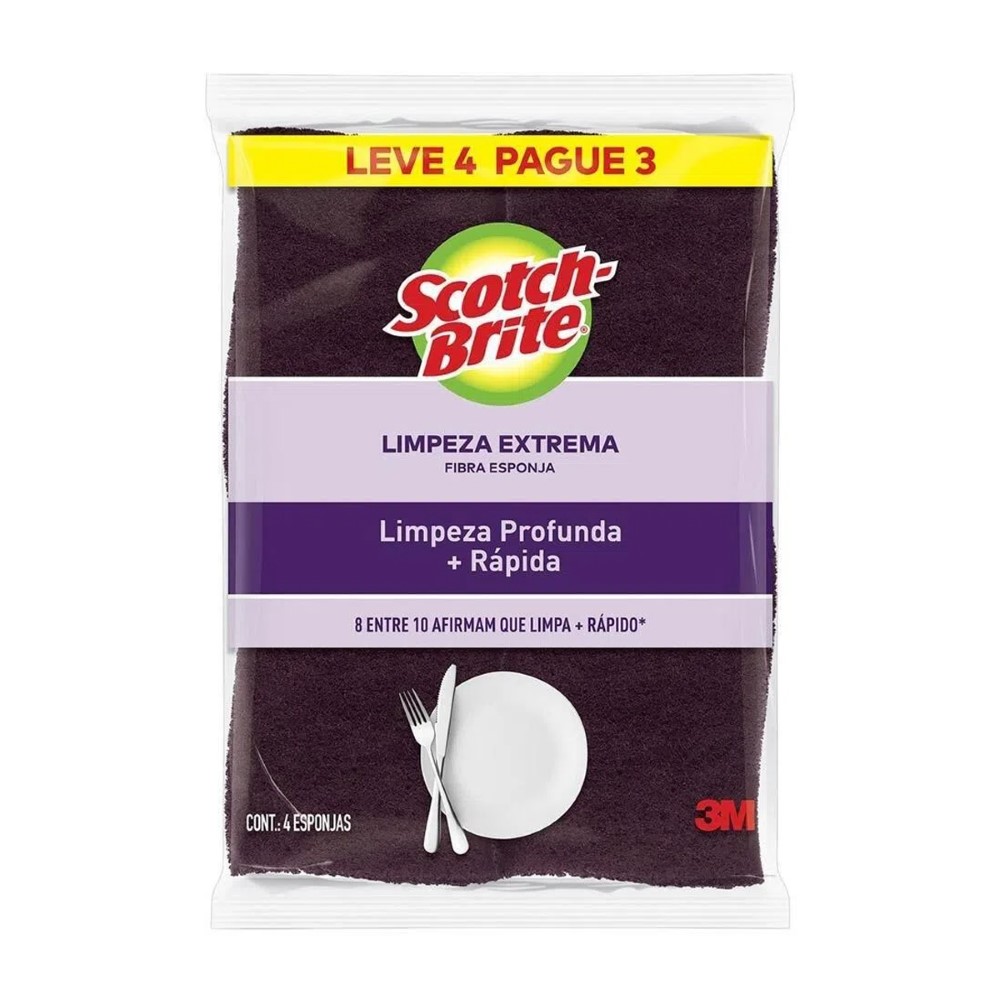 LEVE 4 PAGUE 3
Scotch-
Brite®
LIMPEZA EXTREMA
FIBRA ESPONJA
Limpeza Profunda
+ Rápida
8 ENTRE 10 AFIRMAM QUE LIMPA + RÁPIDO*
CONT.: 4 ESPONJAS
3M